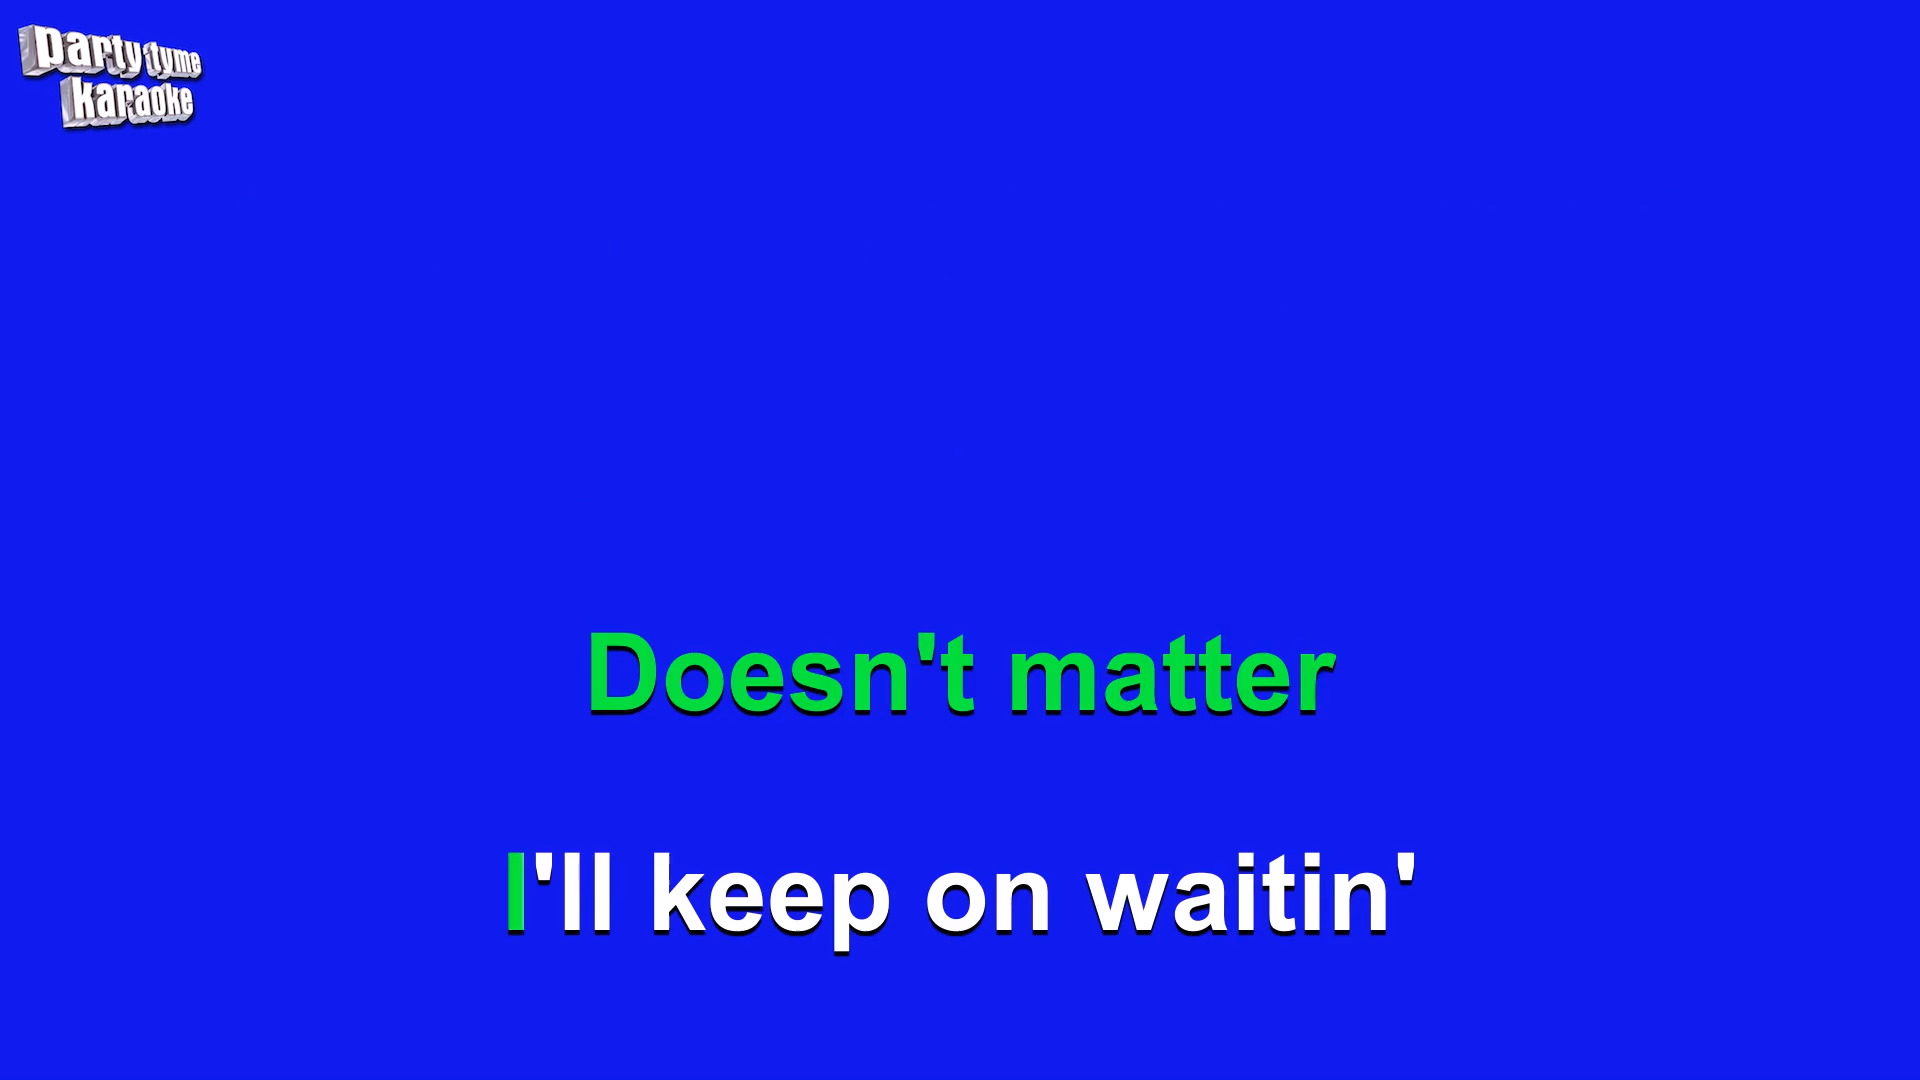 party tyme
karaoke
Doesn't matter
I'll keep on waitin'